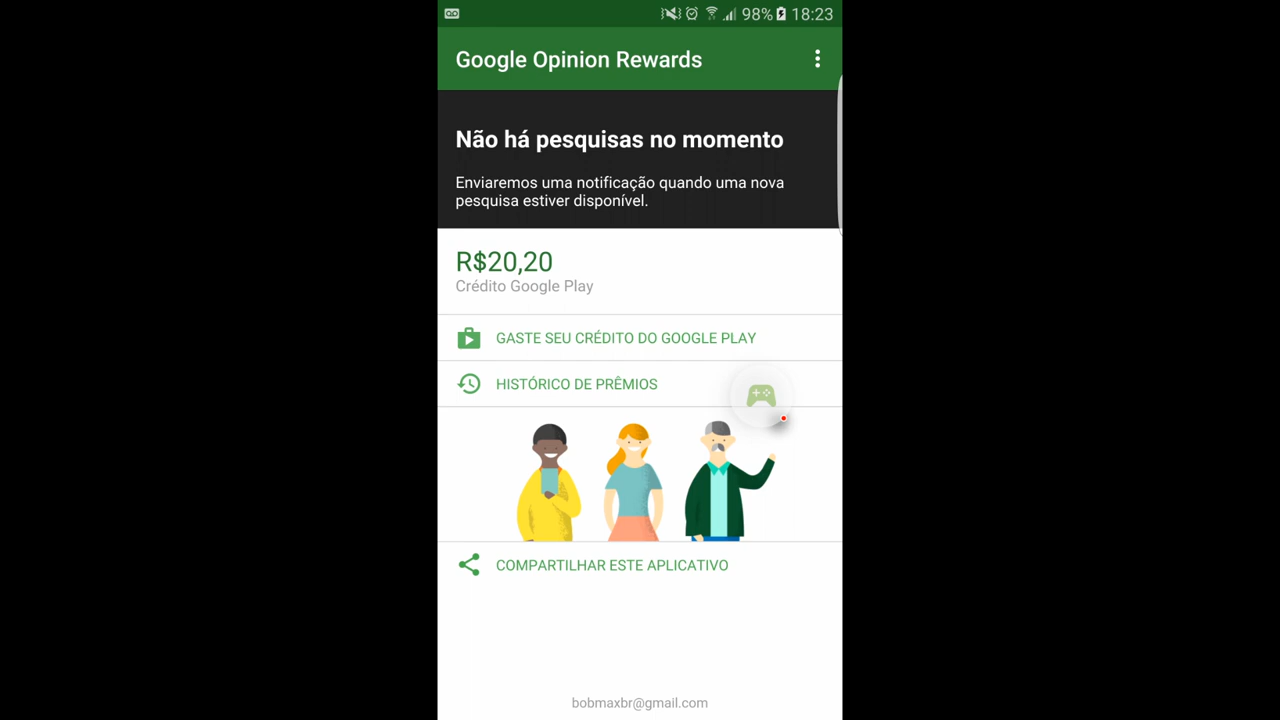 98% 18:23
Google Opinion Rewards
Não há pesquisas no momento
Enviaremos uma notificação quando uma nova
pesquisa estiver disponível.
R$20,20
Crédito Google Play
GASTE SEU CRÉDITO DO GOOGLE PLAY
HISTÓRICO DE PRÊMIOS
COMPARTILHAR ESTE APLICATIVO
bobmaxbr@gmail.com